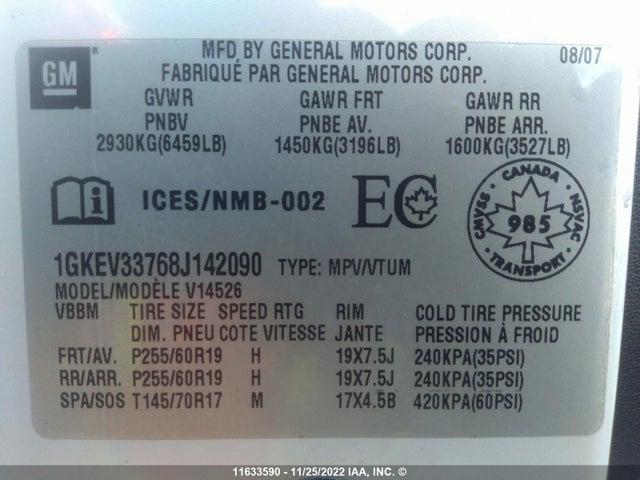 GM ®
MFD BY GENERAL MOTORS CORP. 08/07
FABRIQUÉ PAR GENERAL MOTORS CORP.
GVWR GAWR FRT GAWR RR
PNBV PNBE AV. PNBE ARR.
2930KG(6459LB) 1450KG(3196LB) 1600KG(3527LB)
i ICES/NMB-002 EC
CANADA
CMVSS 985 NSVAC
TRANSPORT
1GKEV33768J142090 TYPE: MPV/VTUM
MODEL/MODÈLE V14526
VBBM TIRE SIZE SPEED RTG RIM COLD TIRE PRESSURE
DIM. PNEU COTE VITESSE JANTE PRESSION À FROID
FRT/AV. P255/60R19 H 19X7.5J 240KPA(35PSI)
RR/ARR. P255/60R19 H 19X7.5J 240KPA(35PSI)
SPA/SOS T145/70R17 M 17X4.5B 420KPA(60PSI)
11633590 - 11/25/2022 IAA, INC. ©